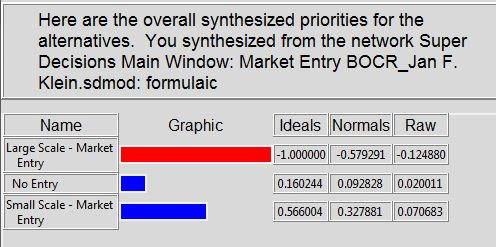 Here are the overall synthesized priorities for the
alternatives. You synthesized from the network Super
Decisions Main Window: Market Entry BOCR_Jan F.
Klein.sdmod: formulaic
Name Graphic Ideals Normals Raw
Large Scale - Market
Entry
-1.000000 -0.579291 -0.124880
No Entry 0.160244 0.092828 0.020011
Small Scale - Market
Entry
0.566004 0.327881 0.070683